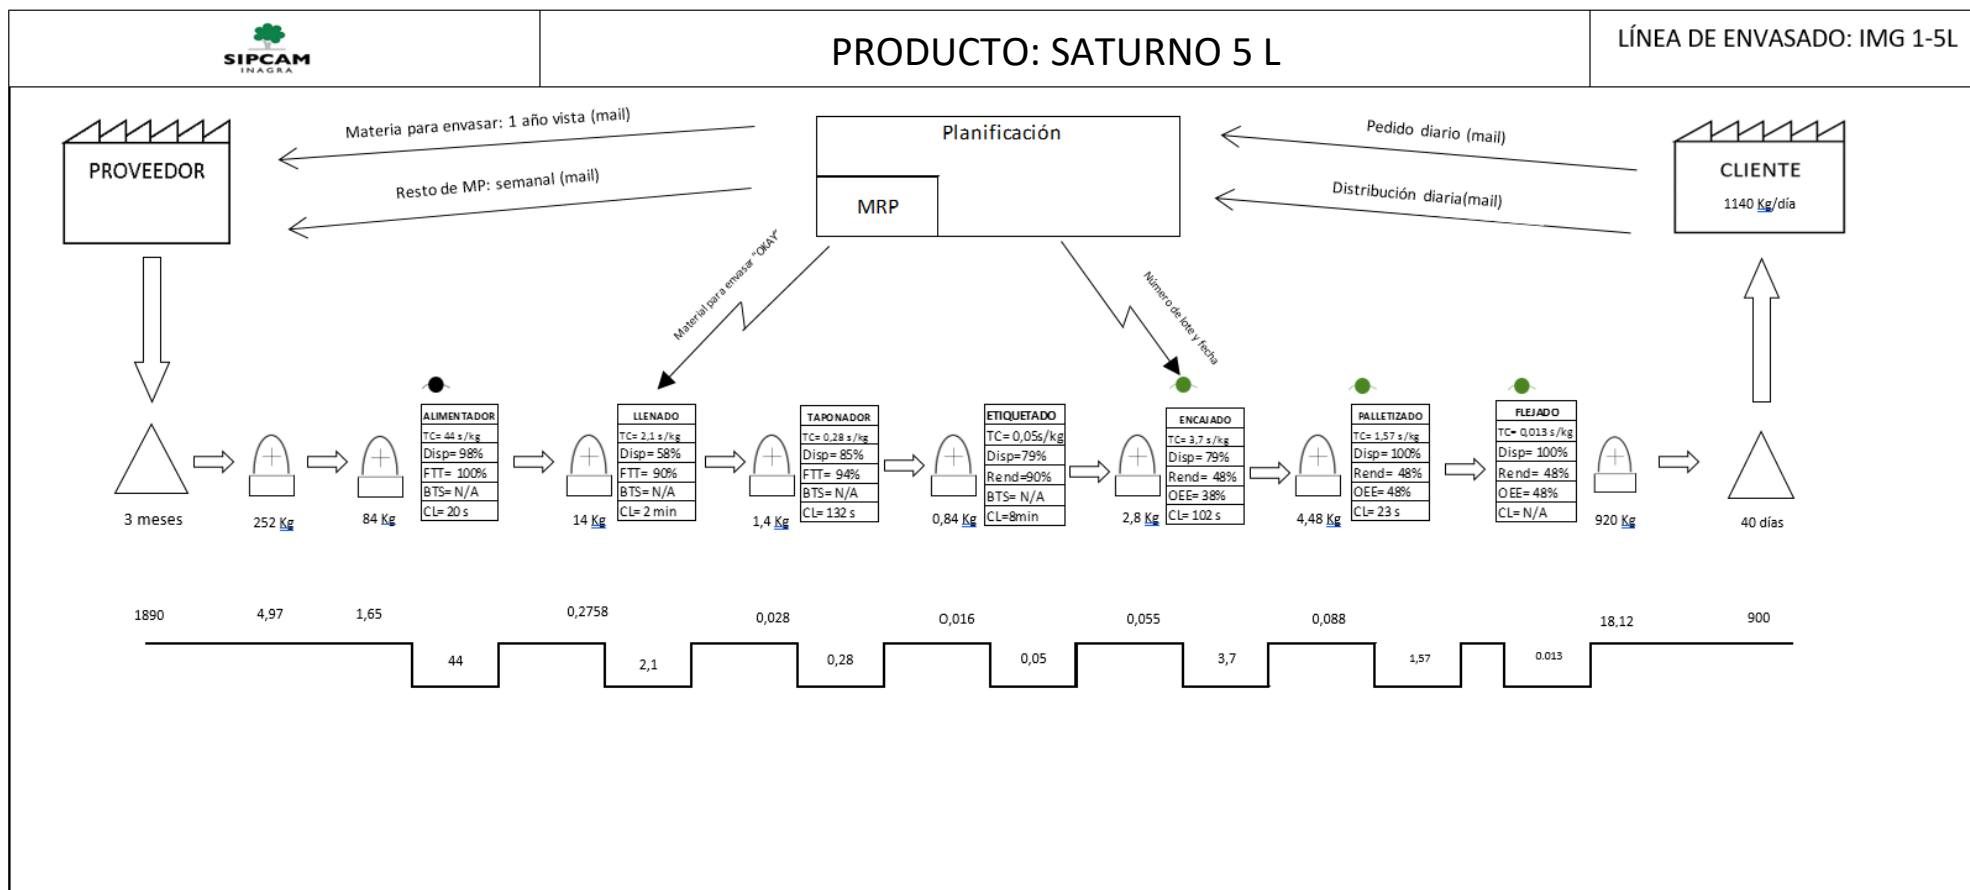 SIPCAM
INAGRA
PRODUCTO: SATURNO 5 L
LÍNEA DE ENVASADO: IMG 1-5L
PROVEEDOR
Materia para envasar: 1 año vista (mail)
Resto de MP: semanal (mail)
Planificación
MRP
Pedido diario (mail)
Distribución diaria(mail)
CLIENTE
1140 Kg/día
Material para envasar "OKAY"
Número de lote y fecha
3 meses
252 Kg
84 Kg
ALIMENTADOR
TC= 44 s/kg
Disp= 98%
FTT= 100%
BTS= N/A
CL= 20 s
14 Kg
LLENADO
TC= 2,1 s/kg
Disp= 58%
FTT= 90%
BTS= N/A
CL= 2 min
1,4 Kg
TAPONADOR
TC= 0,28 s/kg
Disp= 85%
FTT= 94%
BTS= N/A
CL= 132 s
0,84 Kg
ETIQUETADO
TC= 0,05s/kg
Disp=79%
Rend=90%
BTS= N/A
CL=8min
2,8 Kg
ENCAJADO
TC= 3,7 s/kg
Disp= 79%
Rend= 48%
OEE= 38%
CL= 102 s
4,48 Kg
PALLETIZADO
TC= 1,57 s/kg
Disp= 100%
Rend= 48%
OEE= 48%
CL= 23 s
FLEJADO
TC= 0,013 s/kg
Disp= 100%
Rend= 48%
OEE= 48%
CL= N/A
920 Kg
40 días
1890
4,97
1,65
0,2758
0,028
0,016
0,055
0,088
18,12
900
44
2,1
0,28
0,05
3,7
1,57
0.013